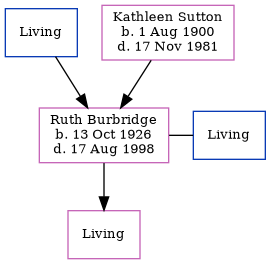 Living
Kathleen Sutton
b. 1 Aug 1900
d. 17 Nov 1981
Ruth Burbridge
b. 13 Oct 1926
d. 17 Aug 1998
Living
Living